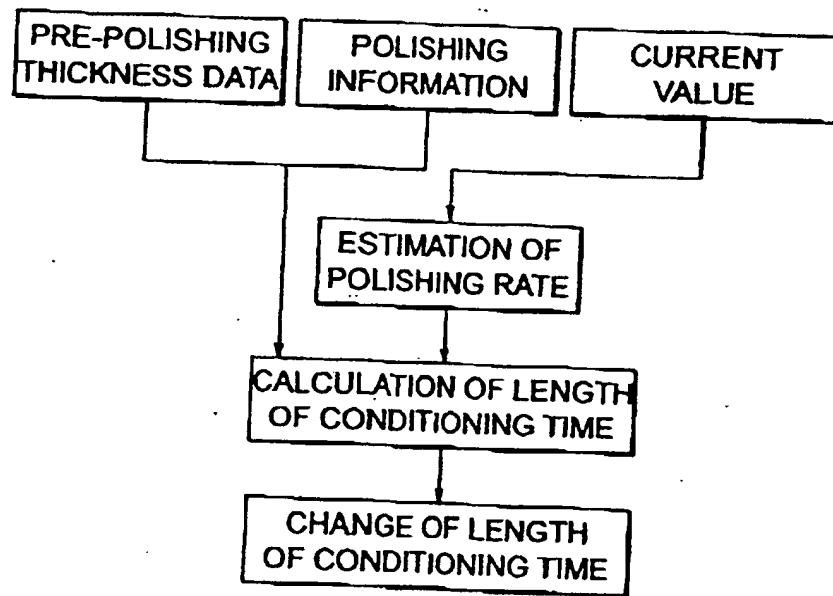 PRE-POLISHING
THICKNESS DATA
POLISHING
INFORMATION
CURRENT
VALUE
ESTIMATION OF
POLISHING RATE
CALCULATION OF LENGTH
OF CONDITIONING TIME
CHANGE OF LENGTH
OF CONDITIONING TIME